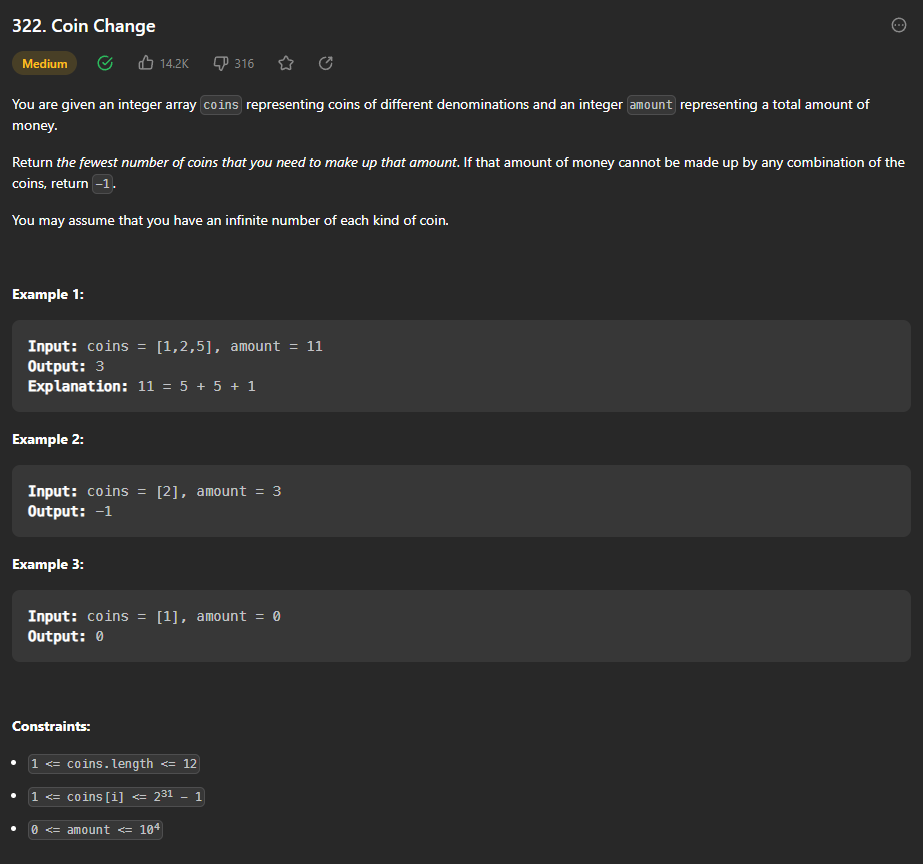 322. Coin Change
Medium 14.2K 316
You are given an integer array coins representing coins of different denominations and an integer amount representing a total amount of
money.
Return the fewest number of coins that you need to make up that amount. If that amount of money cannot be made up by any combination of the
coins, return -1.
You may assume that you have an infinite number of each kind of coin.
Example 1:
Input: coins = [1,2,5], amount = 11
Output: 3
Explanation: 11 = 5 + 5 + 1
Example 2:
Input: coins = [2], amount = 3
Output: -1
Example 3:
Input: coins = [1], amount = 0
Output: 0
Constraints:
• 1 <= coins.length <= 12
• 1 <= coins[i] <= 2³¹ - 1
• 0 <= amount <= 10⁴